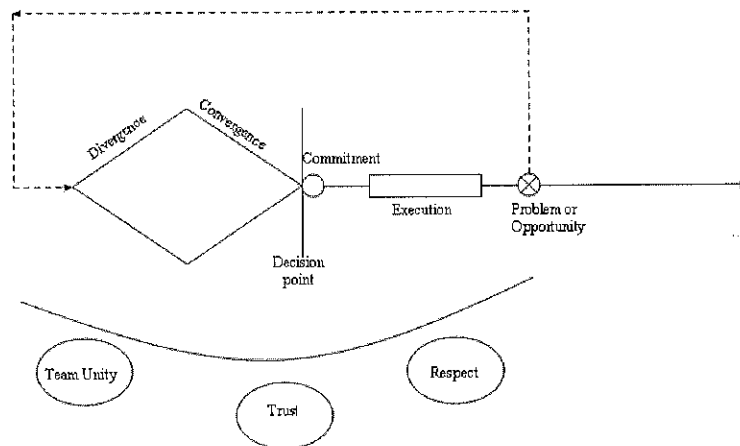 Divergence
Convergence
Commitment
Execution
Problem or
Opportunity
Decision
point
Team Unity
Trust
Respect